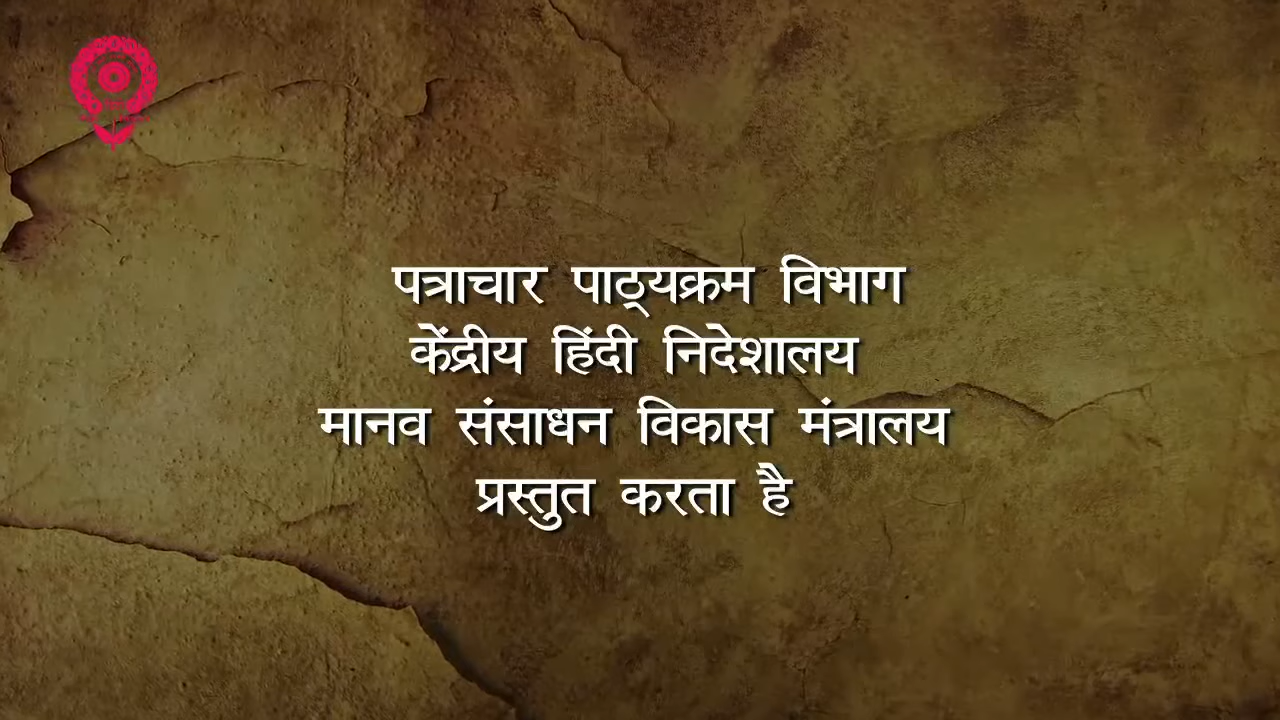 पत्राचार पाठ्यक्रम विभाग
केंद्रीय हिंदी निदेशालय
मानव संसाधन विकास मंत्रालय
प्रस्तुत करता है